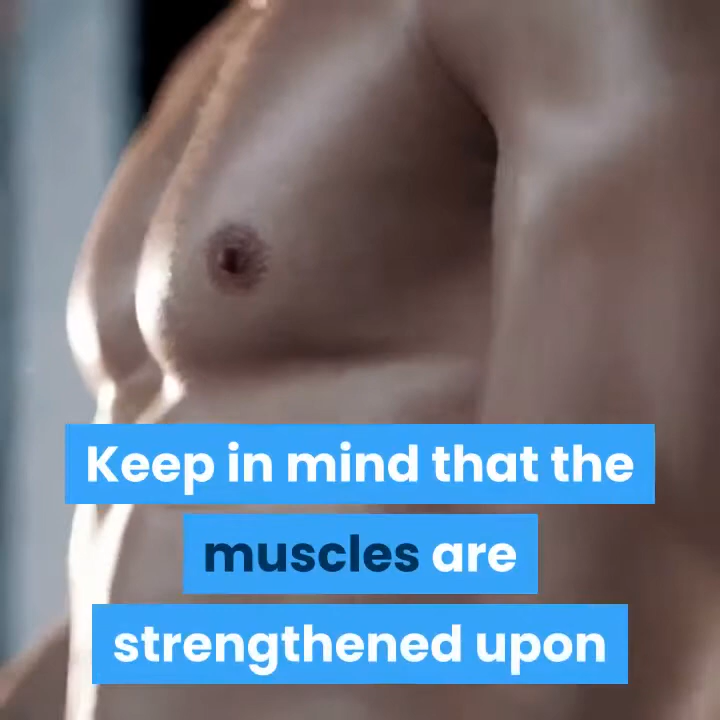 Keep in mind that the
muscles are
strengthened upon